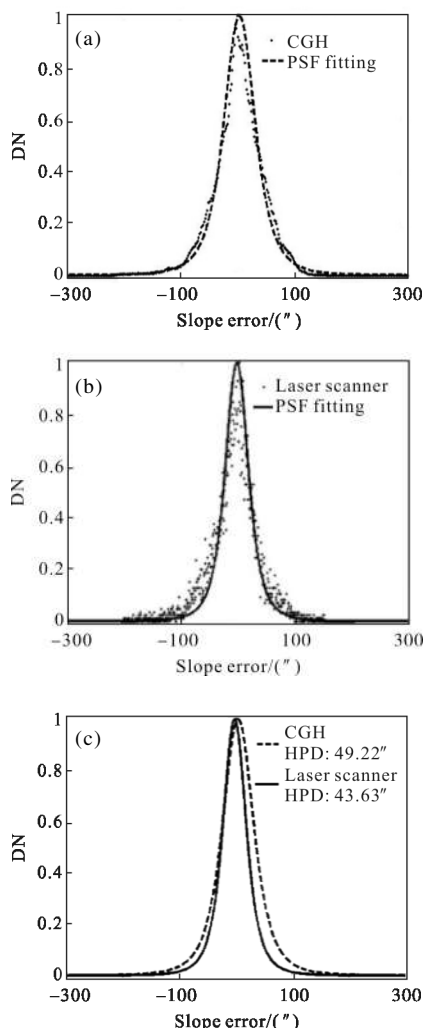 (a)
CGH
PSF fitting
DN
1
0.8
0.6
0.4
0.2
0
−300
−100
100
300
Slope error/(″)
(b)
Laser scanner
PSF fitting
DN
1
0.8
0.6
0.4
0.2
0
−300
−100
100
300
Slope error/(″)
(c)
CGH
HPD: 49.22″
Laser scanner
HPD: 43.63″
DN
1
0.8
0.6
0.4
0.2
0
−300
−100
100
300
Slope error/(″)